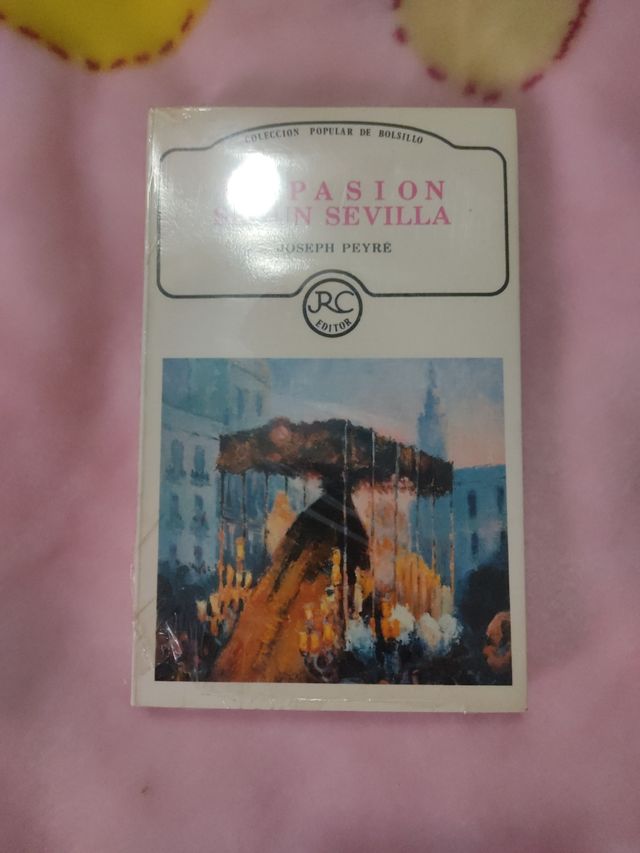 COLECCION POPULAR DE BOLSILLO
PASION
SEVILLA
JOSEPH PEYRÉ
JRC
EDITOR